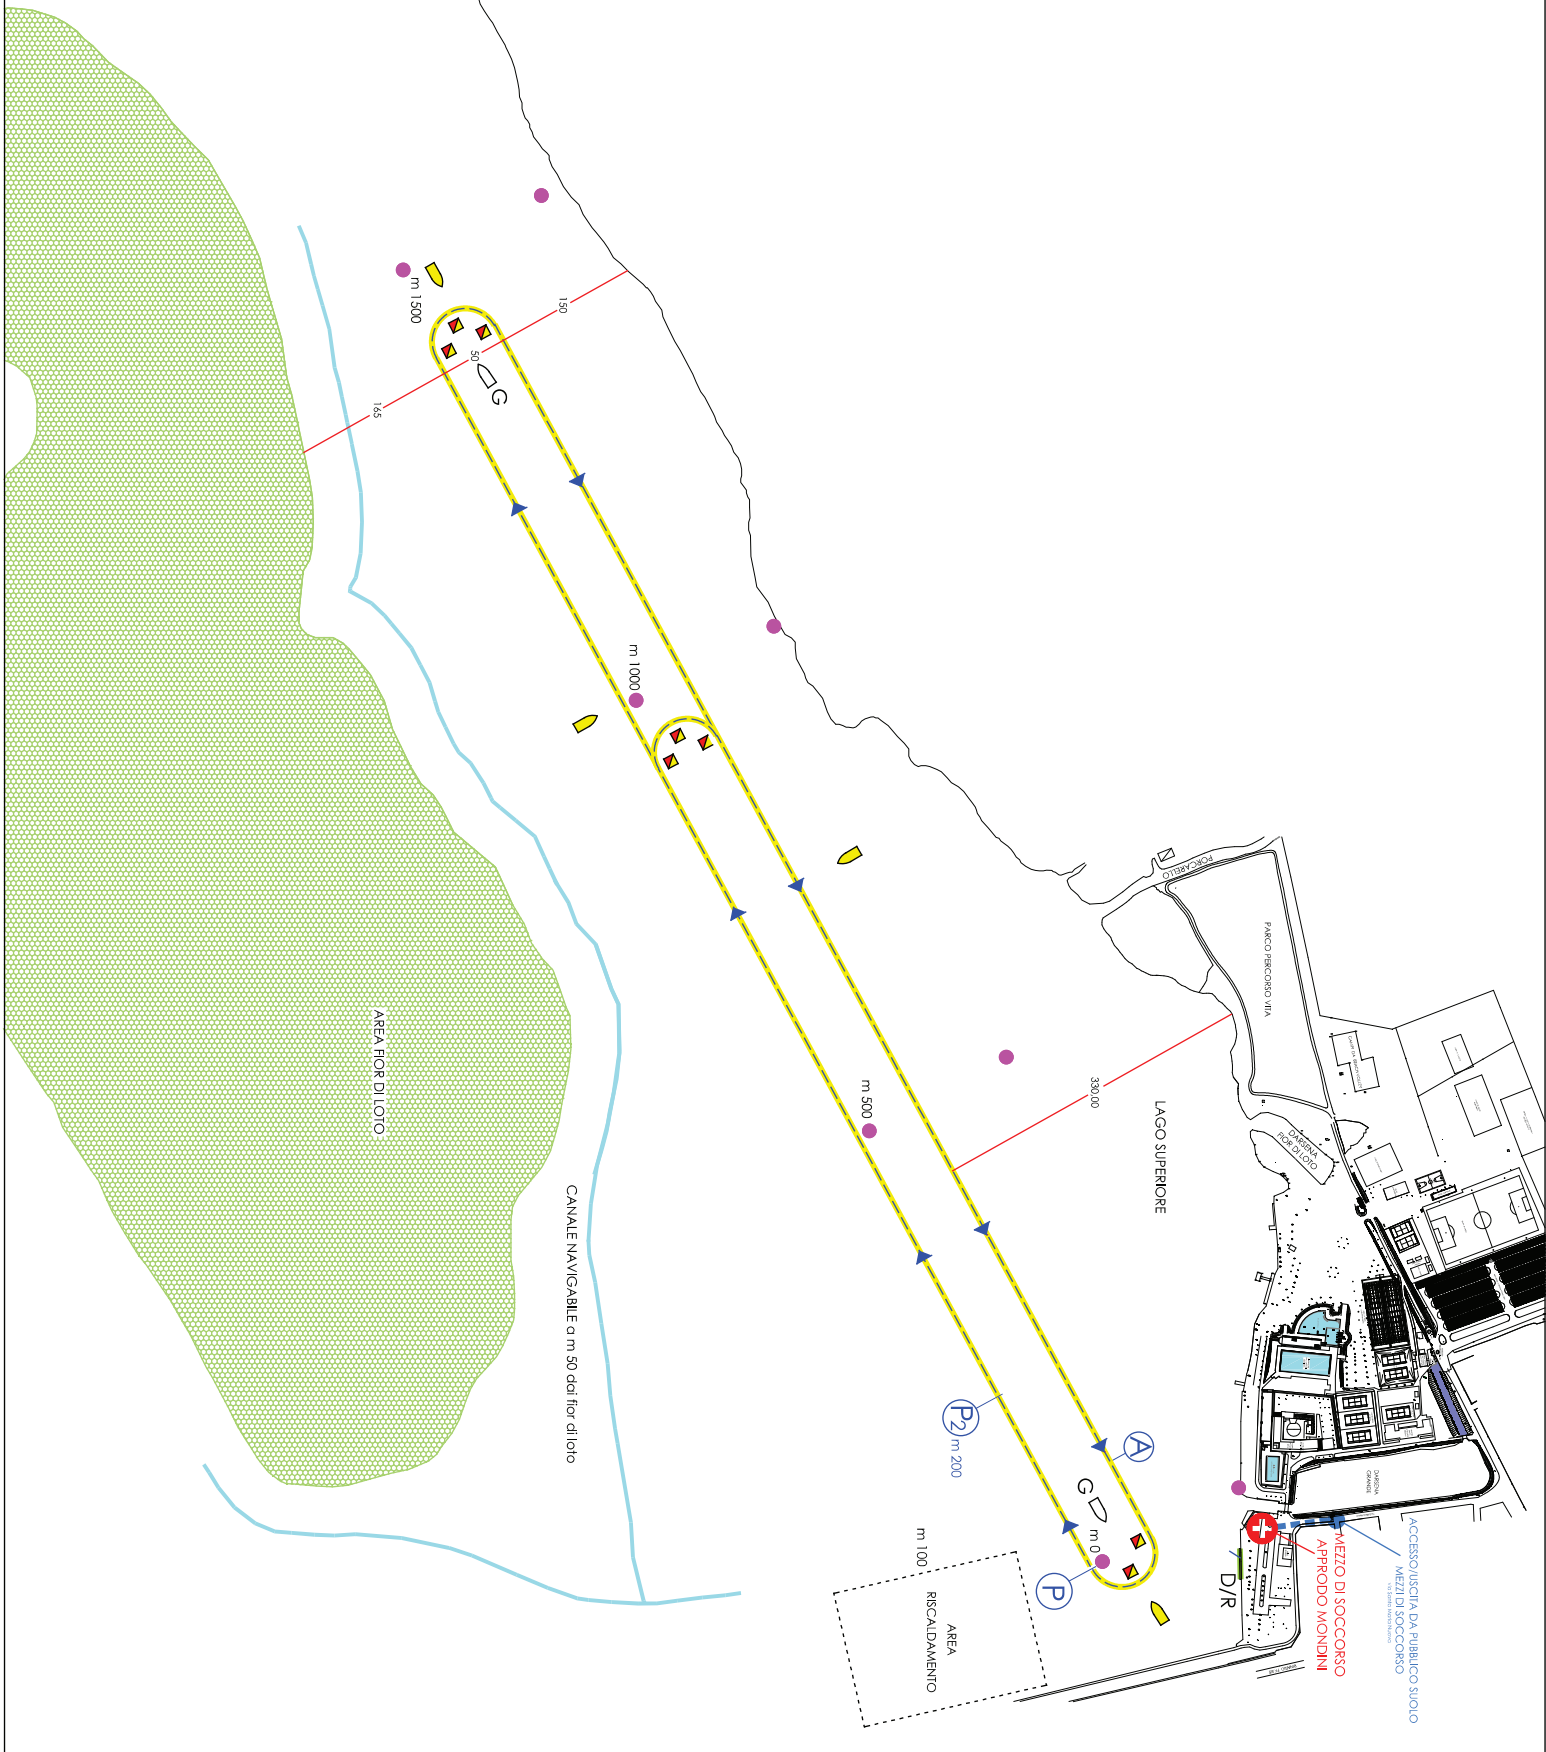 m 1500
150
50
G
165
m 1000
PORCARELLO
PARCO PERCORSO VITA
330.00
LAGO SUPERIORE
DARSENA
FIOR DI LOTO
m 500
AREA FIOR DI LOTO
CANALE NAVIGABILE a m 50 dai fior di loto
P2
m 200
A
G
m 0
P
m 100
AREA
RISCALDAMENTO
DARSENA
GRANDE
D/R
MEZZO DI SOCCORSO
APPRODO MONDINI
ACCESSO/USCITA DA PUBBLICO SUOLO
MEZZI DI SOCCORSO